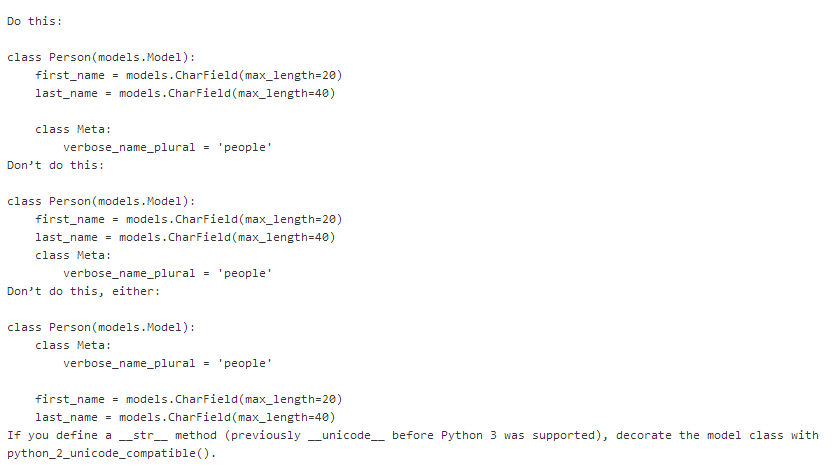 Do this:

class Person(models.Model):
    first_name = models.CharField(max_length=20)
    last_name = models.CharField(max_length=40)

    class Meta:
        verbose_name_plural = 'people'
Don’t do this:

class Person(models.Model):
    first_name = models.CharField(max_length=20)
    last_name = models.CharField(max_length=40)
    class Meta:
        verbose_name_plural = 'people'
Don’t do this, either:

class Person(models.Model):
    class Meta:
        verbose_name_plural = 'people'

    first_name = models.CharField(max_length=20)
    last_name = models.CharField(max_length=40)
If you define a __str__ method (previously __unicode__ before Python 3 was supported), decorate the model class with
python_2_unicode_compatible().